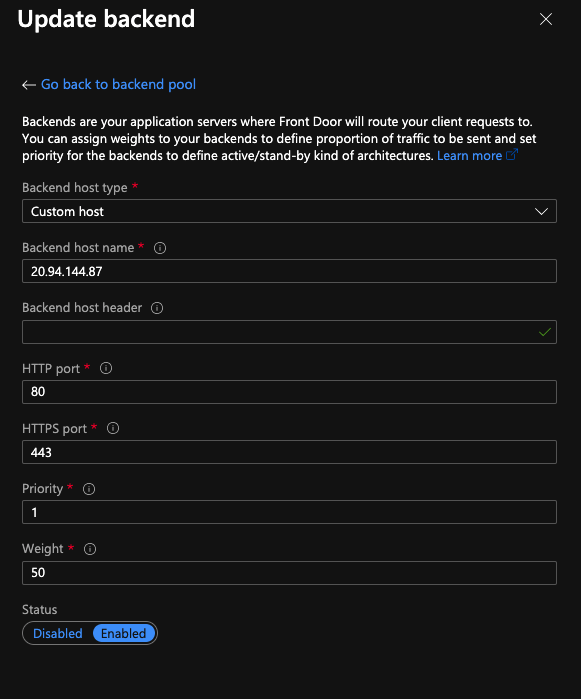 Update backend
Go back to backend pool
Backends are your application servers where Front Door will route your client requests to.
You can assign weights to your backends to define proportion of traffic to be sent and set
priority for the backends to define active/stand-by kind of architectures. Learn more
Backend host type *
Custom host
Backend host name *
20.94.144.87
Backend host header
HTTP port *
80
HTTPS port *
443
Priority *
1
Weight *
50
Status
Disabled Enabled